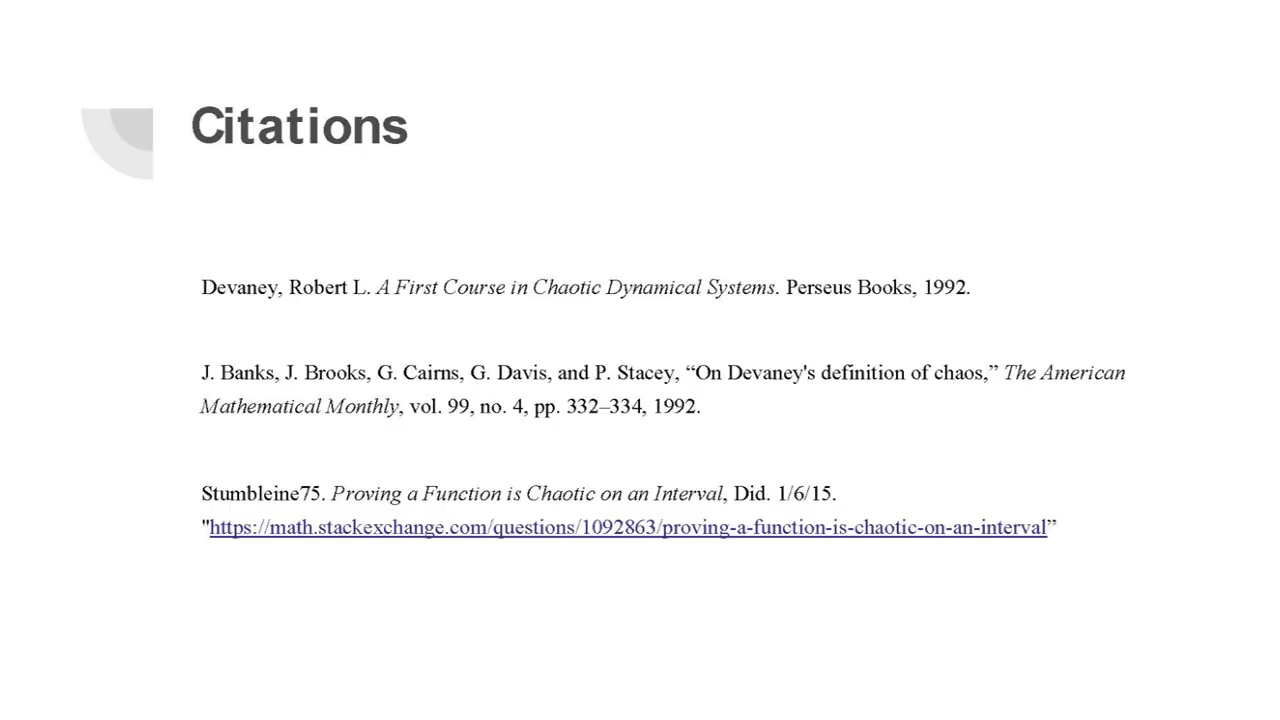 Citations
Devaney, Robert L. A First Course in Chaotic Dynamical Systems. Perseus Books, 1992.
J. Banks, J. Brooks, G. Cairns, G. Davis, and P. Stacey, “On Devaney's definition of chaos,” The American
Mathematical Monthly, vol. 99, no. 4, pp. 332–334, 1992.
Stumbleine75. Proving a Function is Chaotic on an Interval, Did. 1/6/15.
"https://math.stackexchange.com/questions/1092863/proving-a-function-is-chaotic-on-an-interval”